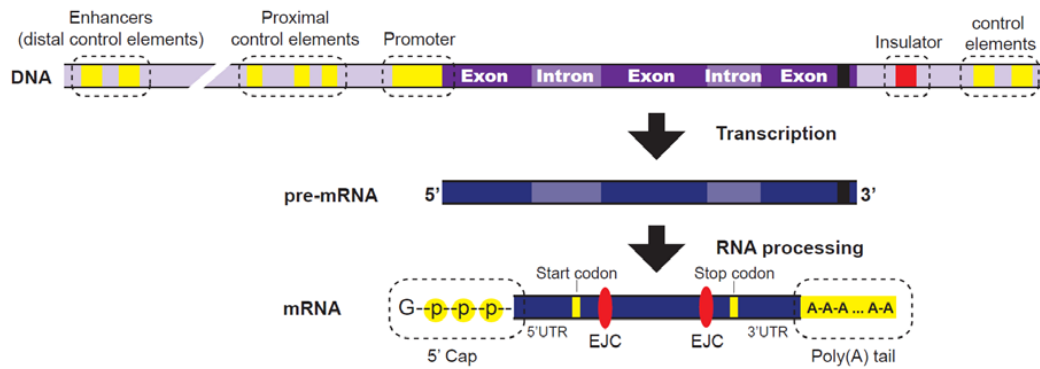 Enhancers
(distal control elements)
Proximal
control elements
Promoter
Insulator
control
elements
DNA
Exon
Intron
Exon
Intron
Exon
Transcription
pre-mRNA
5’
3’
RNA processing
Start codon
Stop codon
mRNA
G-p-p-p-
A-A-A ... A-A
5’UTR
3’UTR
EJC
EJC
5’ Cap
Poly(A) tail